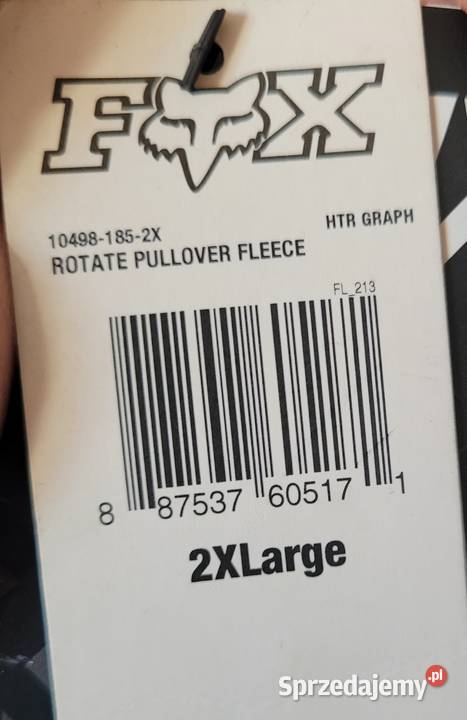 FOX
10498-185-2X
HTR GRAPH
ROTATE PULLOVER FLEECE
FL_213
8 87537 60517 1
2XLarge
Sprzedajemy.pl